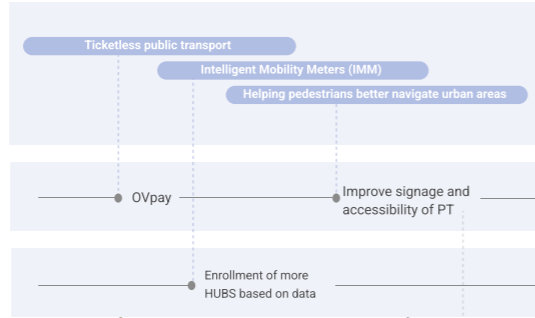 Ticketless public transport
Intelligent Mobility Meters (IMM)
Helping pedestrians better navigate urban areas
OVpay
Improve signage and
accessibility of PT
Enrollment of more
HUBS based on data